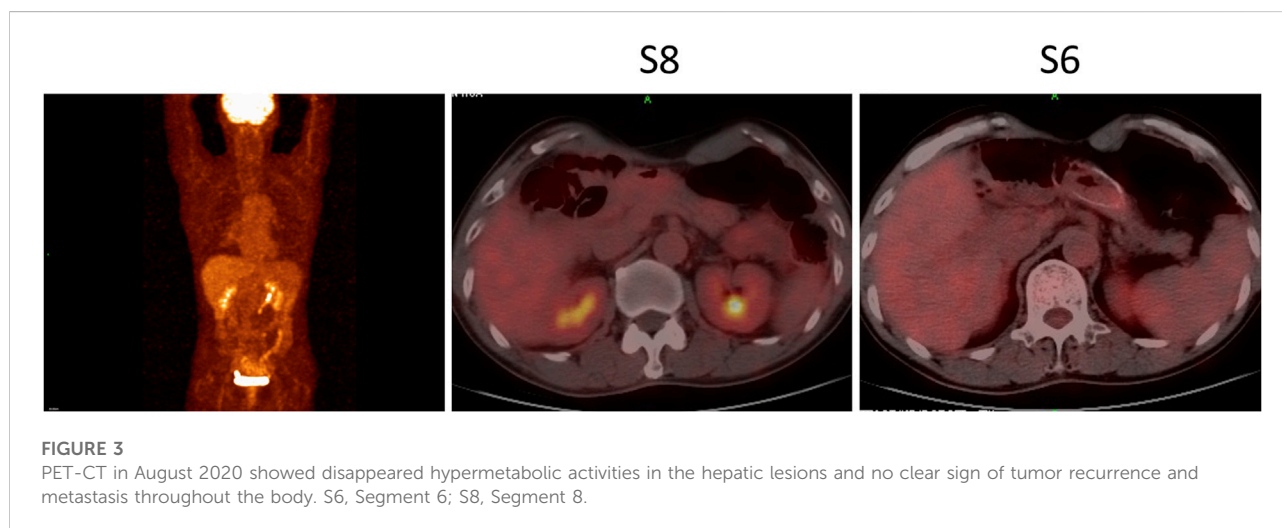 S8
S6
A
A
FIGURE 3
PET-CT in August 2020 showed disappeared hypermetabolic activities in the hepatic lesions and no clear sign of tumor recurrence and
metastasis throughout the body. S6, Segment 6; S8, Segment 8.